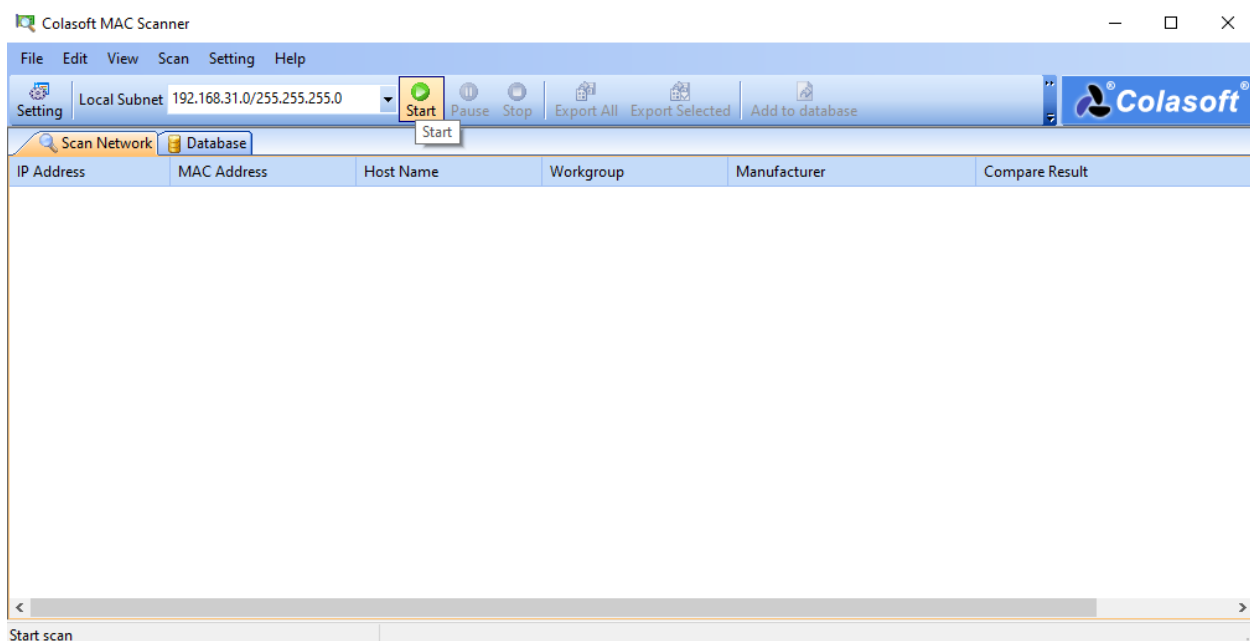 Colasoft MAC Scanner
File Edit View Scan Setting Help
Setting Local Subnet 192.168.31.0/255.255.255.0 Start Pause Stop Export All Export Selected Add to database Colasoft®
Start
Scan Network Database
IP Address MAC Address Host Name Workgroup Manufacturer Compare Result
Start scan